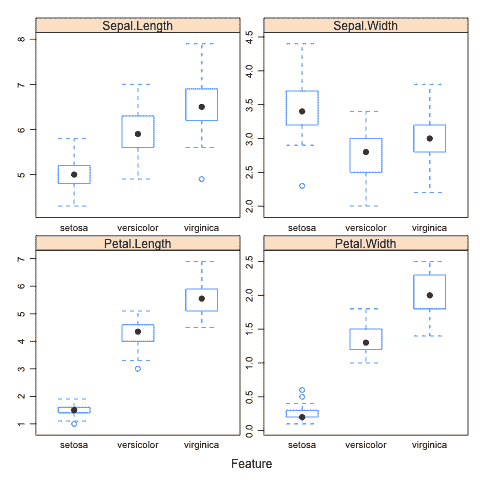 Sepal.Length
8
7
6
5
setosa versicolor virginica
Sepal.Width
4.5
4.0
3.5
3.0
2.5
2.0
setosa versicolor virginica
Petal.Length
7
6
5
4
3
2
1
setosa versicolor virginica
Petal.Width
2.5
2.0
1.5
1.0
0.5
0.0
setosa versicolor virginica
Feature